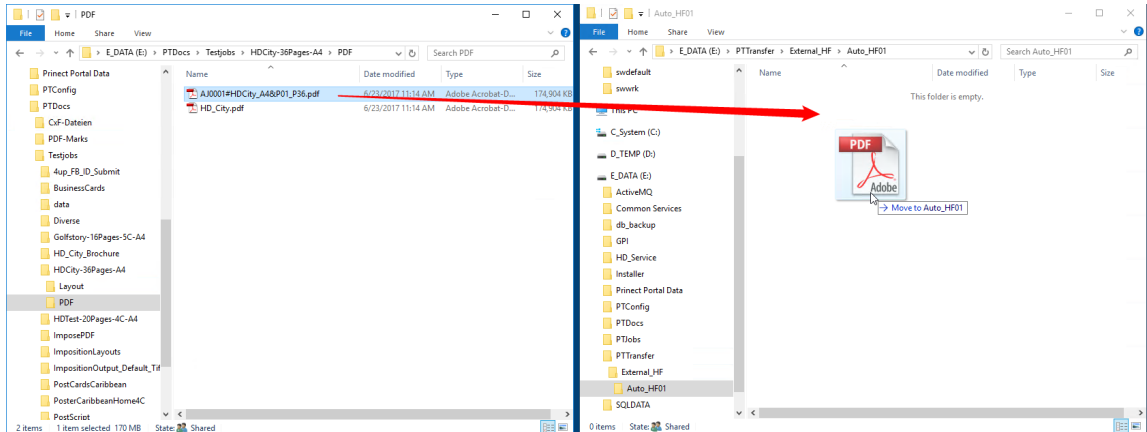 PDF
File Home Share View
E_DATA (E:) > PTDocs > Testjobs > HDCity-36Pages-A4 > PDF
Search PDF
Prinect Portal Data
PTConfig
PTDocs
CxF-Dateien
PDF-Marks
Testjobs
4up_FB_ID_Submit
BusinessCards
data
Diverse
Golfstory-16Pages-5C-A4
HD_City_Brochure
HDCity-36Pages-A4
Layout
PDF
HDTest-20Pages-4C-A4
ImposePDF
ImpositionLayouts
ImpositionOutput_Default_Tif
PostCardsCaribbean
PosterCaribbeanHome4C
PostScript
Name Date modified Type Size
AJ0001#HDCity_A4&P01_P36.pdf 6/23/2017 11:14 AM Adobe Acrobat-D... 174,904 KB
HD_City.pdf 6/23/2017 11:14 AM Adobe Acrobat-D... 174,904 KB
2 items 1 item selected 170 MB State: Shared
Auto_HF01
File Home Share View
E_DATA (E:) > PTTransfer > External_HF > Auto_HF01
Search Auto_HF01
swdefault
swwrk
This PC
C_System (C:)
D_TEMP (D:)
E_DATA (E:)
ActiveMQ
Common Services
db_backup
GPI
HD_Service
Installer
Prinect Portal Data
PTConfig
PTDocs
PTJobs
PTTransfer
External_HF
Auto_HF01
SQLDATA
Name Date modified Type Size
This folder is empty.
PDF
Adobe
Move to Auto_HF01
0 items State: Shared